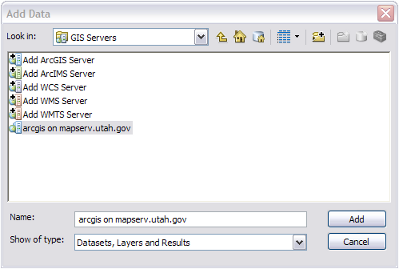 Add Data
Look in: GIS Servers
Add ArcGIS Server
Add ArcIMS Server
Add WCS Server
Add WMS Server
Add WMTS Server
arcgis on mapserv.utah.gov
Name: arcgis on mapserv.utah.gov Add
Show of type: Datasets, Layers and Results Cancel